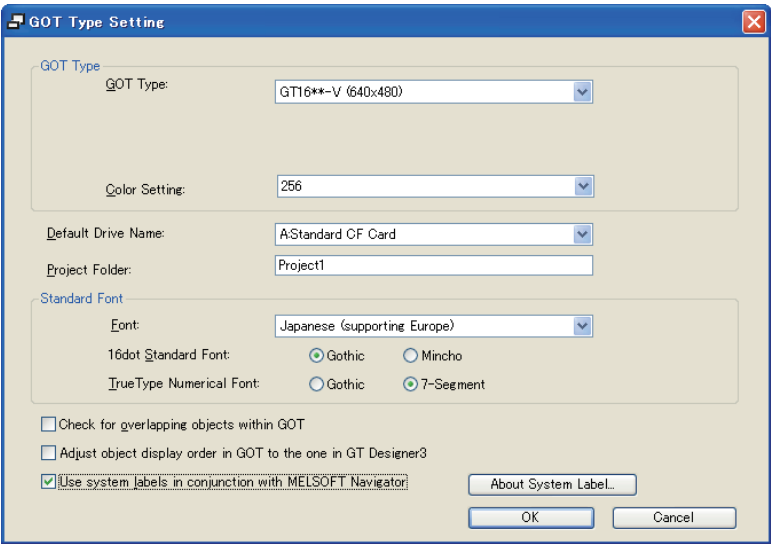 GOT Type Setting
GOT Type
GOT Type: GT16**-V (640x480)
Color Setting: 256
Default Drive Name: A:Standard CF Card
Project Folder: Project1
Standard Font
Font: Japanese (supporting Europe)
16dot Standard Font: Gothic Mincho
TrueType Numerical Font: Gothic 7-Segment
Check for overlapping objects within GOT
Adjust object display order in GOT to the one in GT Designer3
Use system labels in conjunction with MELSOFT Navigator
About System Label...
OK Cancel